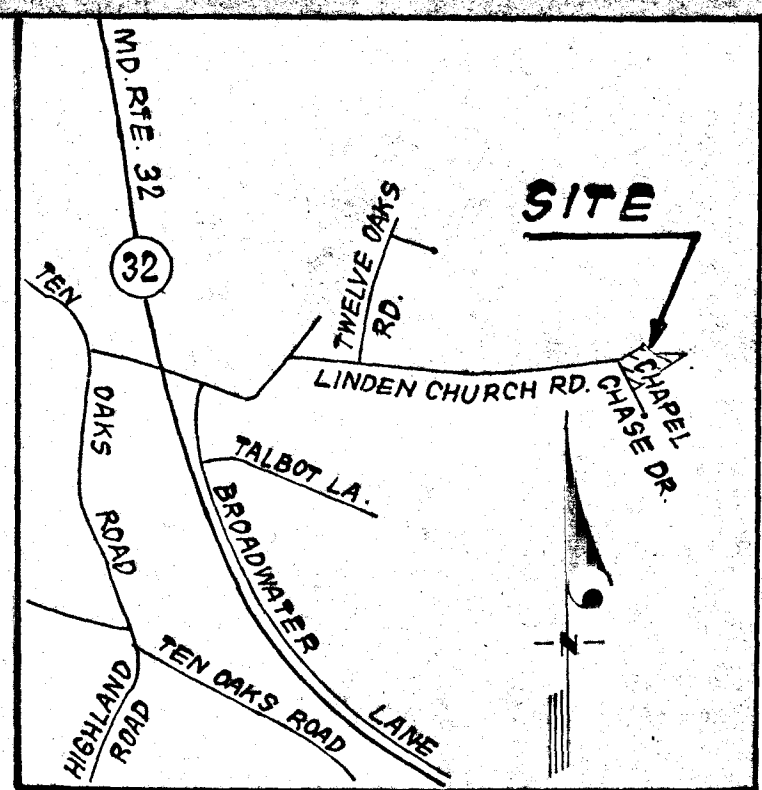 MD. RTE. 32
32
TWELVE OAKS
RD.
SITE
TEN
OAKS
ROAD
LINDEN CHURCH RD.
CHAPEL
CHASE DR.
TALBOT LA.
BROADWATER
LANE
TEN OAKS ROAD
HIGHLAND
ROAD
N